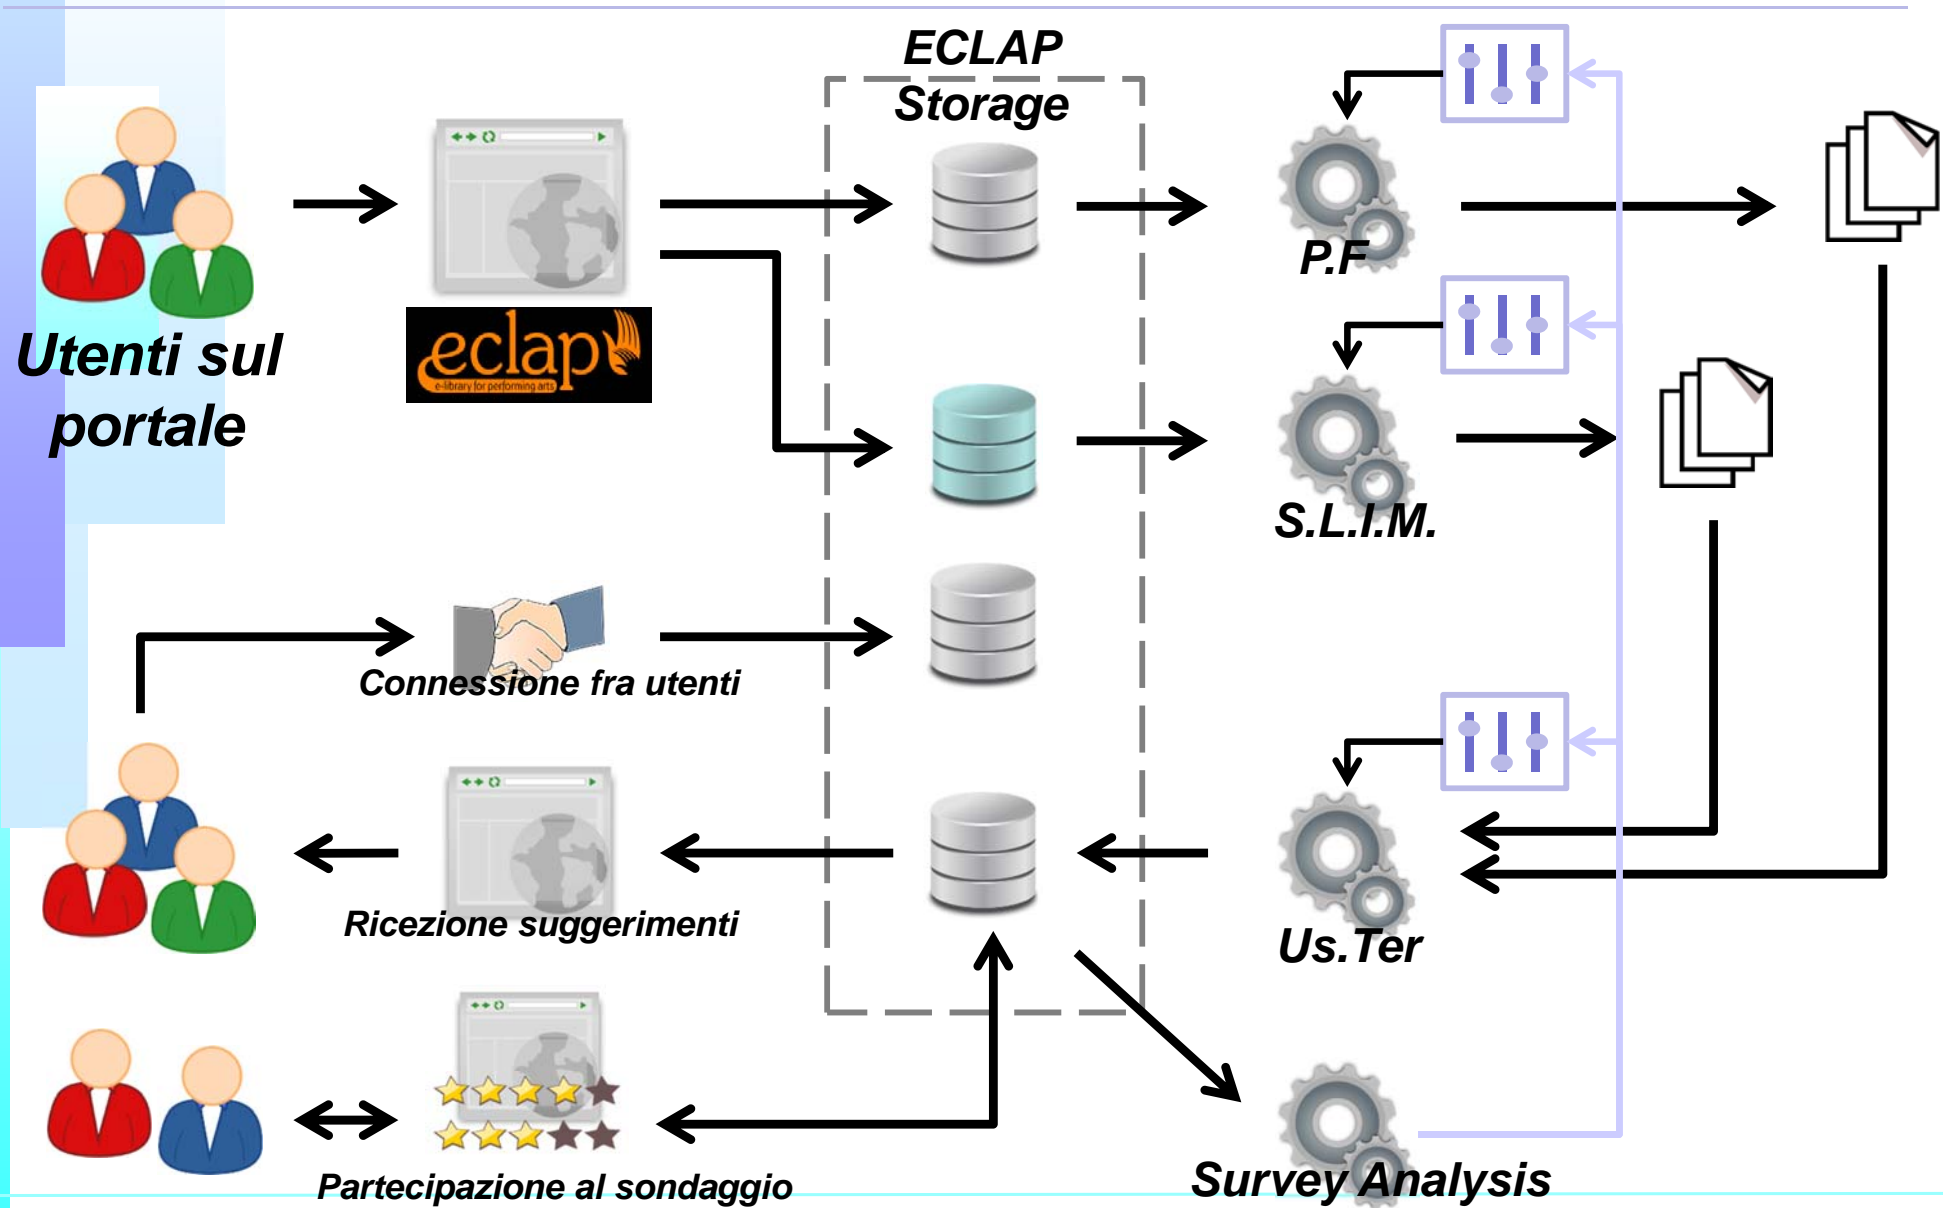 ECLAP
Storage
P.F
eclap
e-library for performing arts
Utenti sul
portale
S.L.I.M.
Connessione fra utenti
Ricezione suggerimenti
Us.Ter
Partecipazione al sondaggio
Survey Analysis